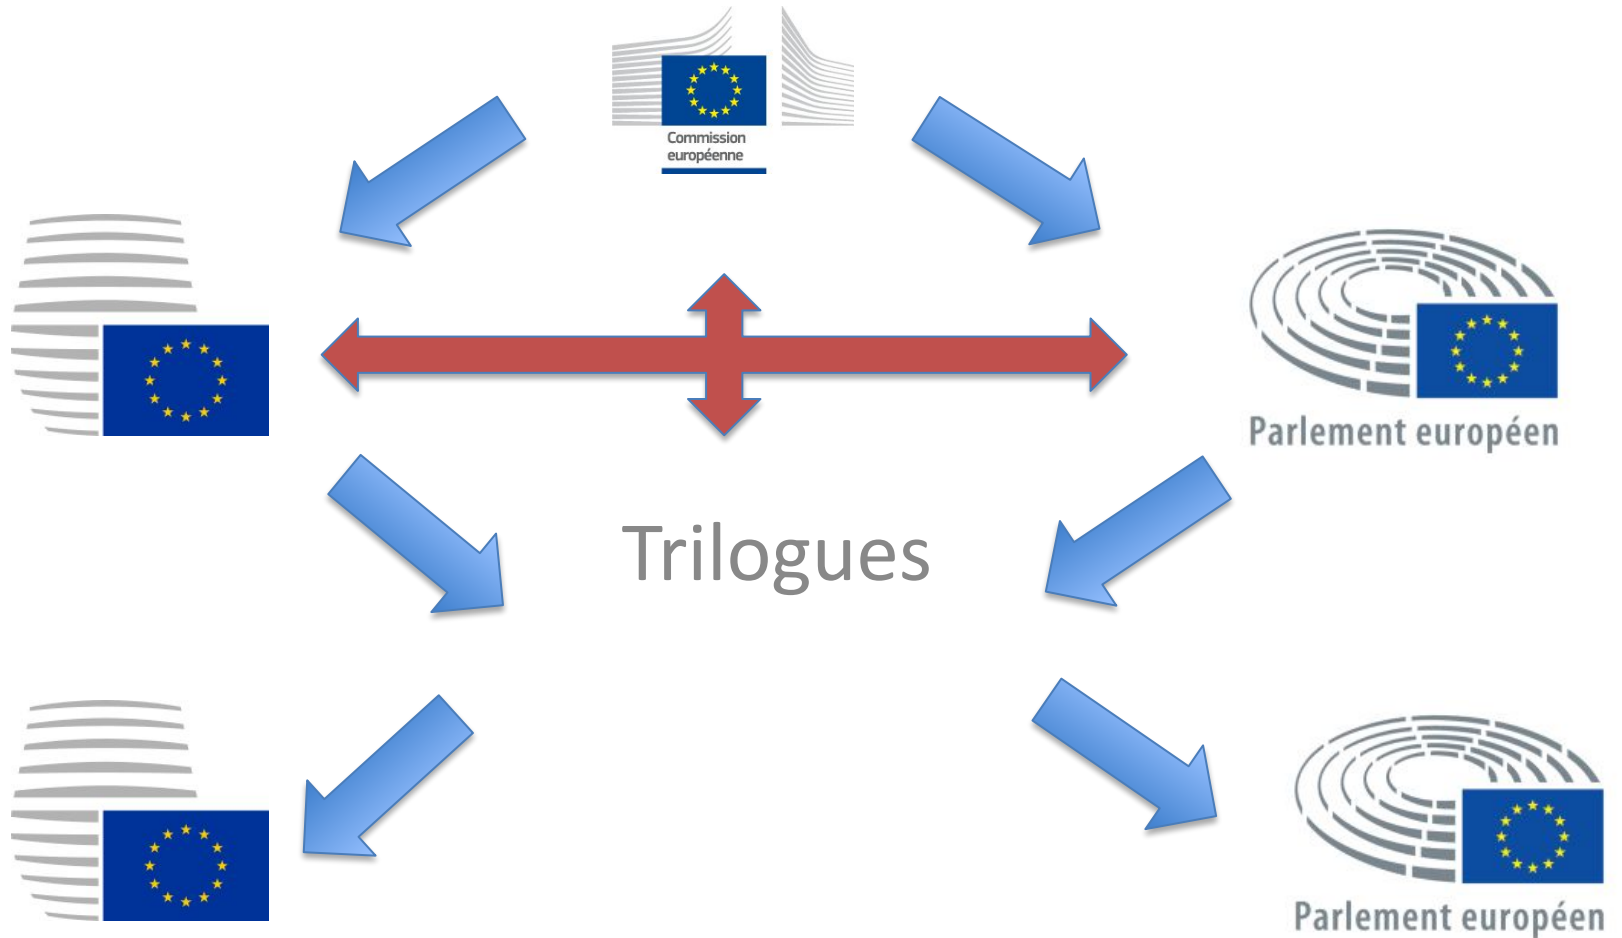 Commission
européenne
Parlement européen
Trilogues
Parlement européen